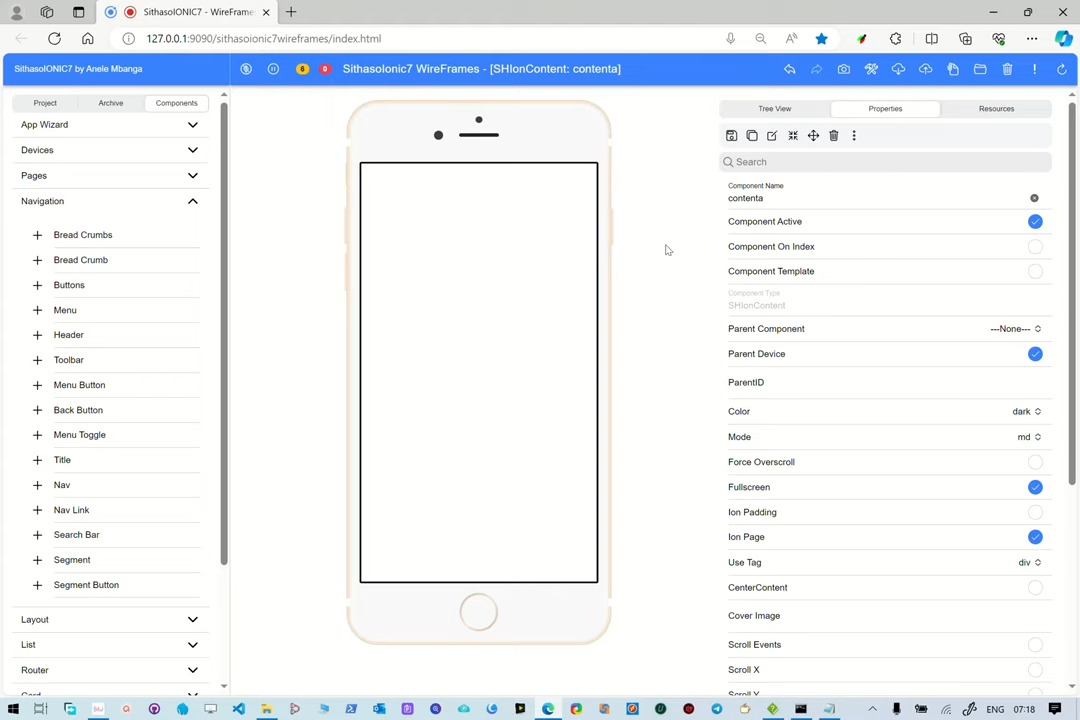 SithasoIONIC7 - WireFrames
127.0.0.1:9090/sithasoionic7wireframes/index.html
SithasoIONIC7 by Anele Mbanga
6
0
SithasoIonic7 WireFrames - [SHIonContent: contenta]
Project
Archive
Components
App Wizard
Devices
Pages
Navigation
Bread Crumbs
Bread Crumb
Buttons
Menu
Header
Toolbar
Menu Button
Back Button
Menu Toggle
Title
Nav
Nav Link
Search Bar
Segment
Segment Button
Layout
List
Router
Card
Tree View
Properties
Resources
Search
Component Name
contenta
Component Active
Component On Index
Component Template
Component Type
SHIonContent
Parent Component ---None---
Parent Device
ParentID
Color dark
Mode md
Force Overscroll
Fullscreen
Ion Padding
Ion Page
Use Tag div
CenterContent
Cover Image
Scroll Events
Scroll X
Scroll Y
ENG 07:18